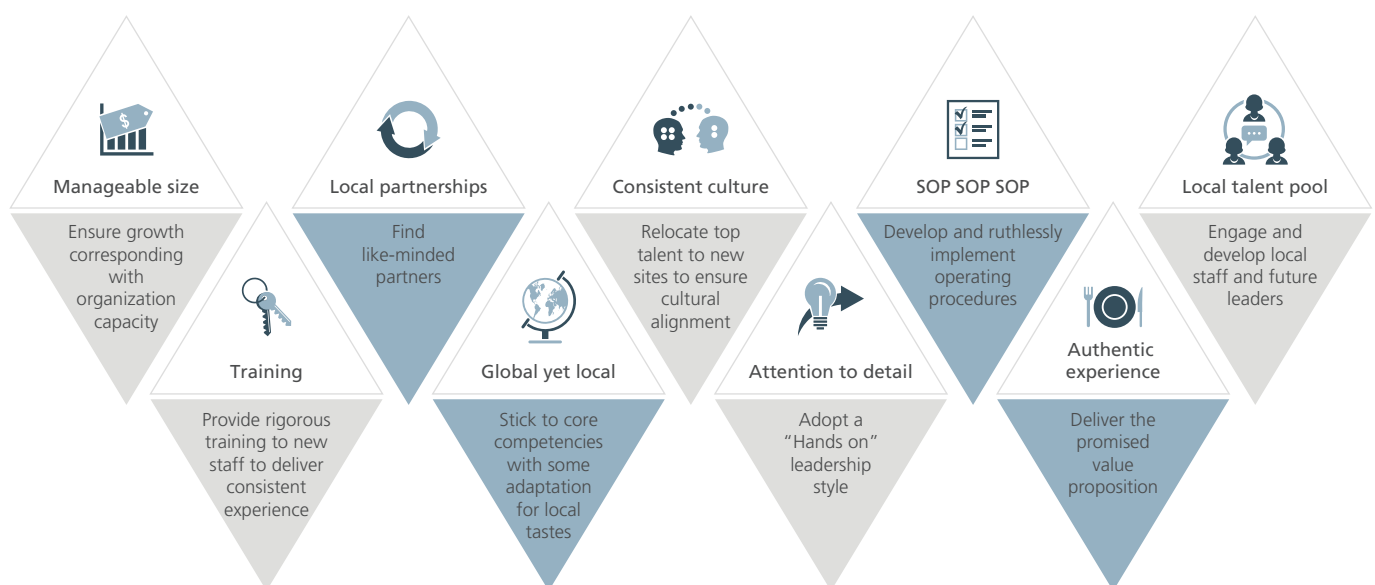 $
Manageable size
Ensure growth
corresponding
with
organization
capacity
Training
Provide rigorous
training to new
staff to deliver
consistent
experience
Local partnerships
Find
like-minded
partners
Global yet local
Stick to core
competencies
with some
adaptation
for local
tastes
Consistent culture
Relocate top
talent to new
sites to ensure
cultural
alignment
Attention to detail
Adopt a
“Hands on”
leadership
style
SOP SOP SOP
Develop and ruthlessly
implement
operating
procedures
Authentic
experience
Deliver the
promised
value
proposition
Local talent pool
Engage and
develop local
staff and future
leaders